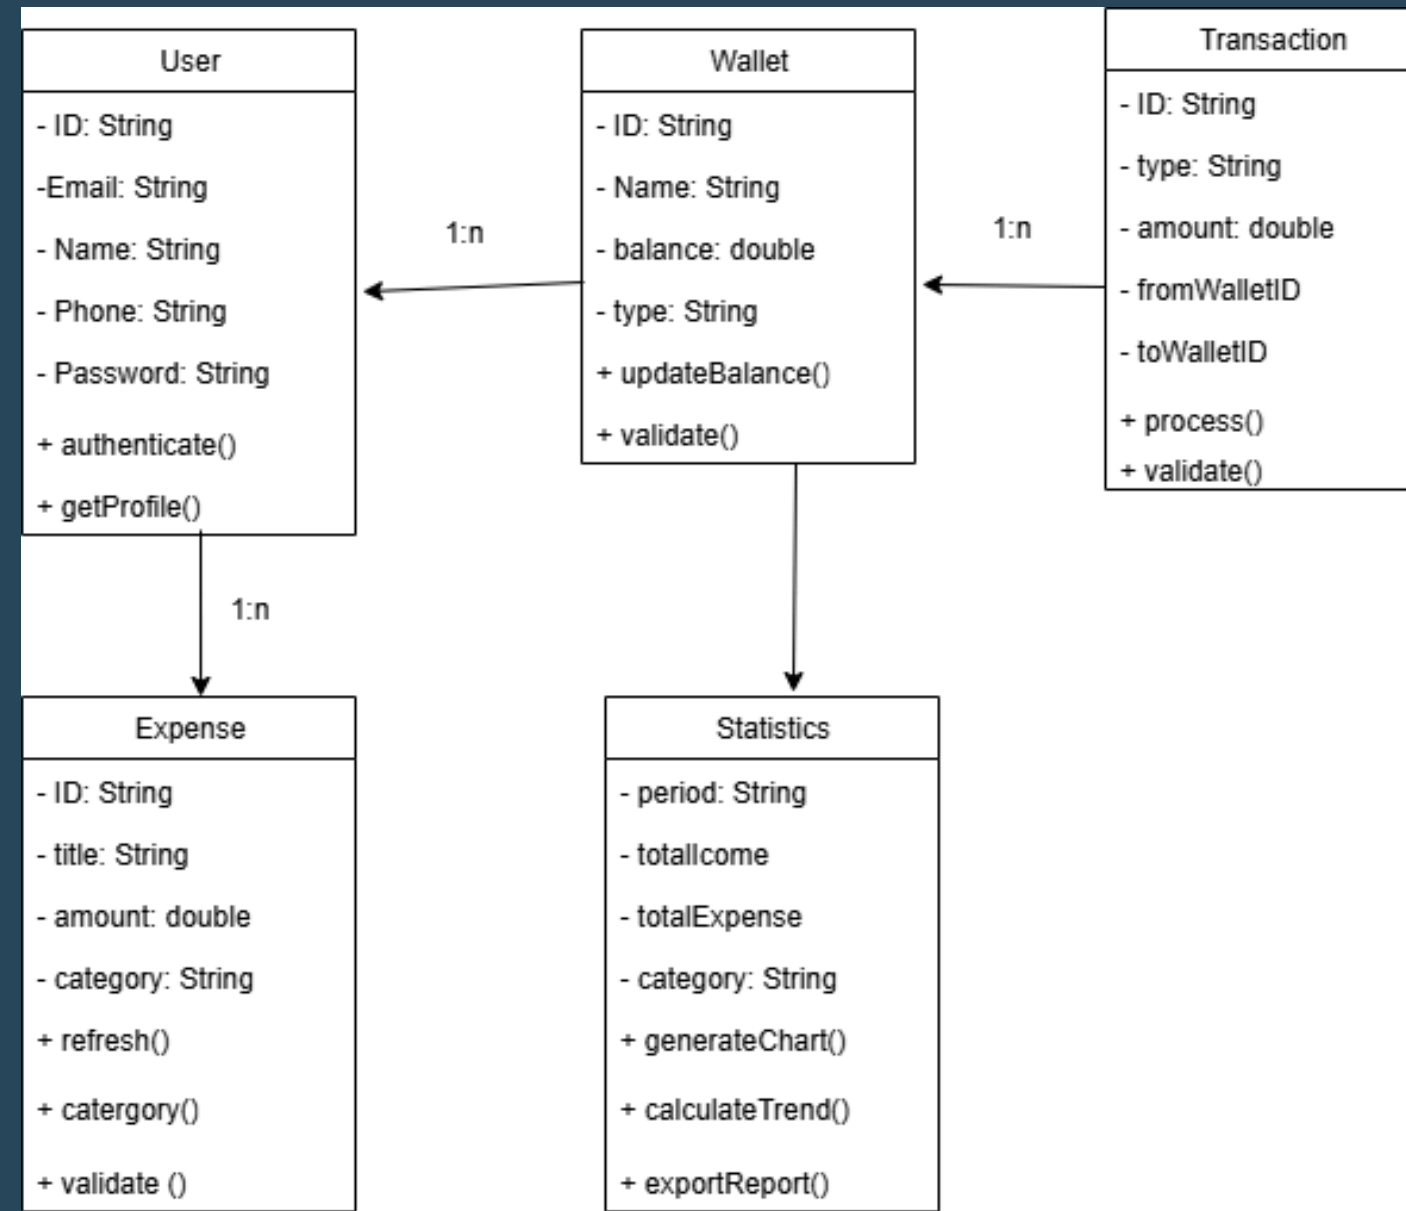 User
- ID: String
-Email: String
- Name: String
- Phone: String
- Password: String
+ authenticate()
+ getProfile()
1:n
Wallet
- ID: String
- Name: String
- balance: double
- type: String
+ updateBalance()
+ validate()
1:n
Transaction
- ID: String
- type: String
- amount: double
- fromWalletID
- toWalletID
+ process()
+ validate()
1:n
Expense
- ID: String
- title: String
- amount: double
- category: String
+ refresh()
+ catergory()
+ validate ()
Statistics
- period: String
- totalIcome
- totalExpense
- category: String
+ generateChart()
+ calculateTrend()
+ exportReport()